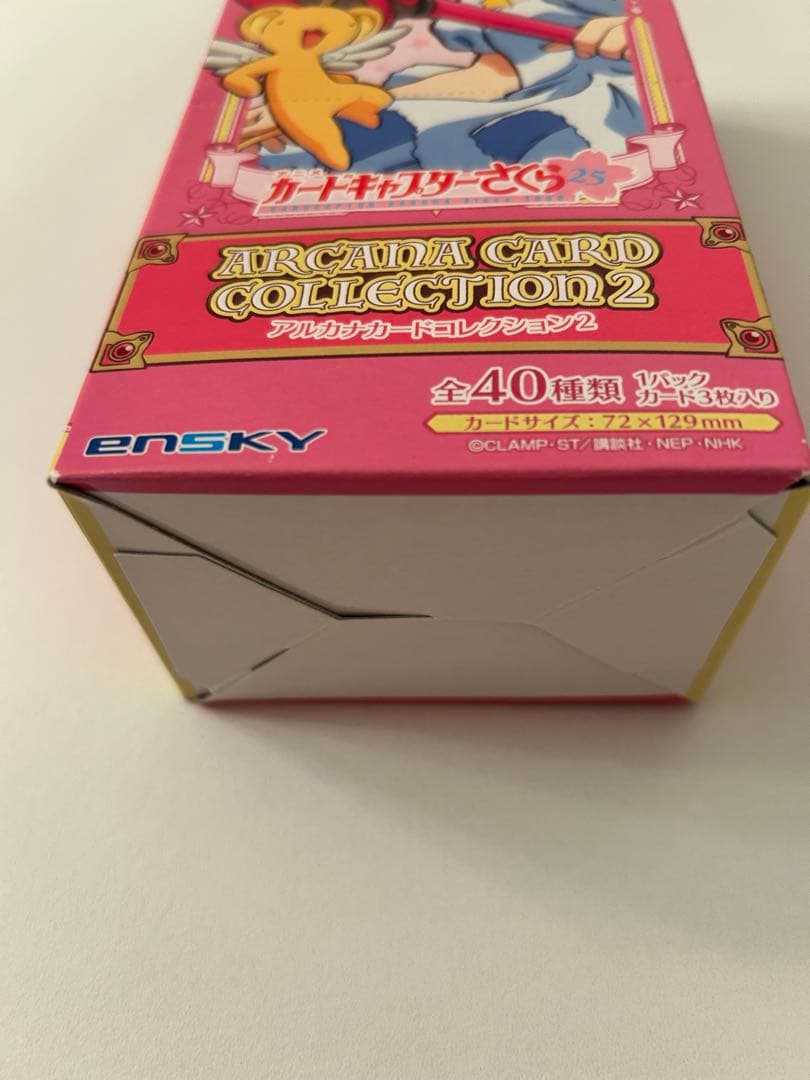 アニメ
カードキャプターさくら 25
ARCANA CARD
COLLECTION 2
アルカナカードコレクション2
全40種類 1パック
カード3枚入り
カードサイズ：72×129mm
ensky
©CLAMP・ST／講談社・NEP・NHK